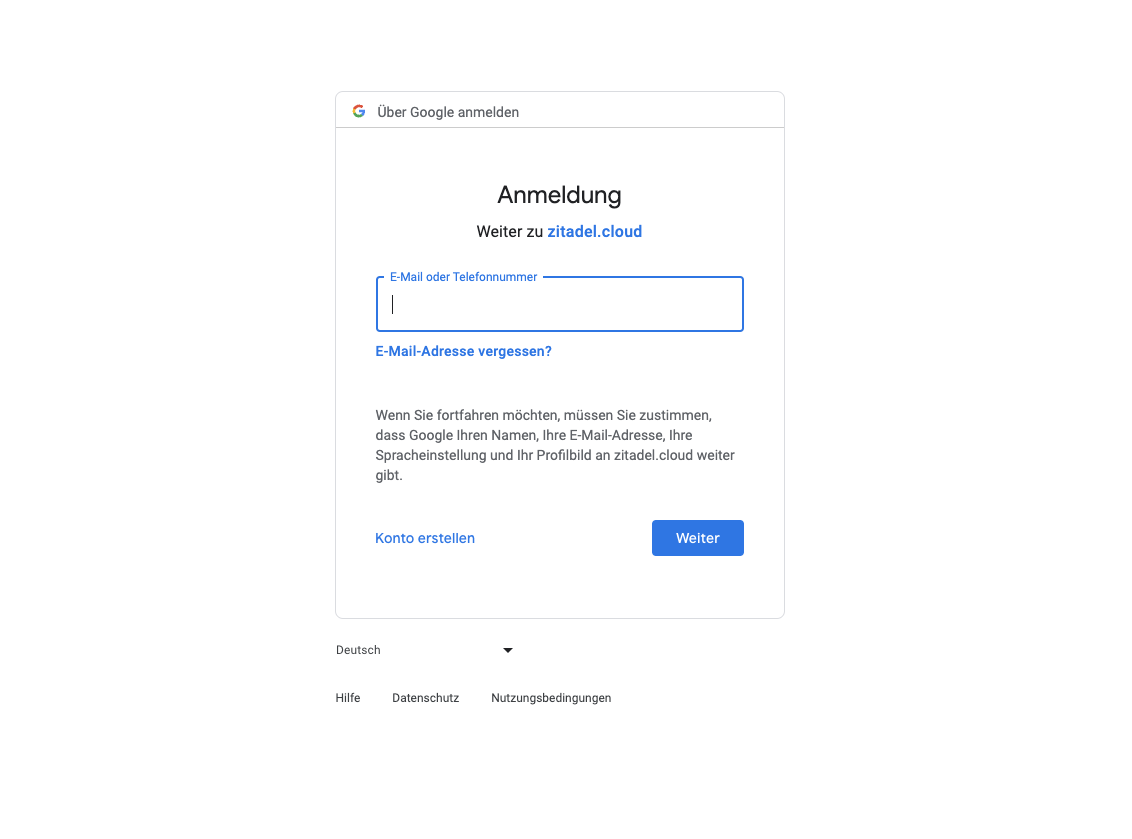 Über Google anmelden
Anmeldung
Weiter zu zitadel.cloud
E-Mail oder Telefonnummer
E-Mail-Adresse vergessen?
Wenn Sie fortfahren möchten, müssen Sie zustimmen,
dass Google Ihren Namen, Ihre E-Mail-Adresse, Ihre
Spracheinstellung und Ihr Profilbild an zitadel.cloud weiter
gibt.
Konto erstellen Weiter
Deutsch
Hilfe Datenschutz Nutzungsbedingungen